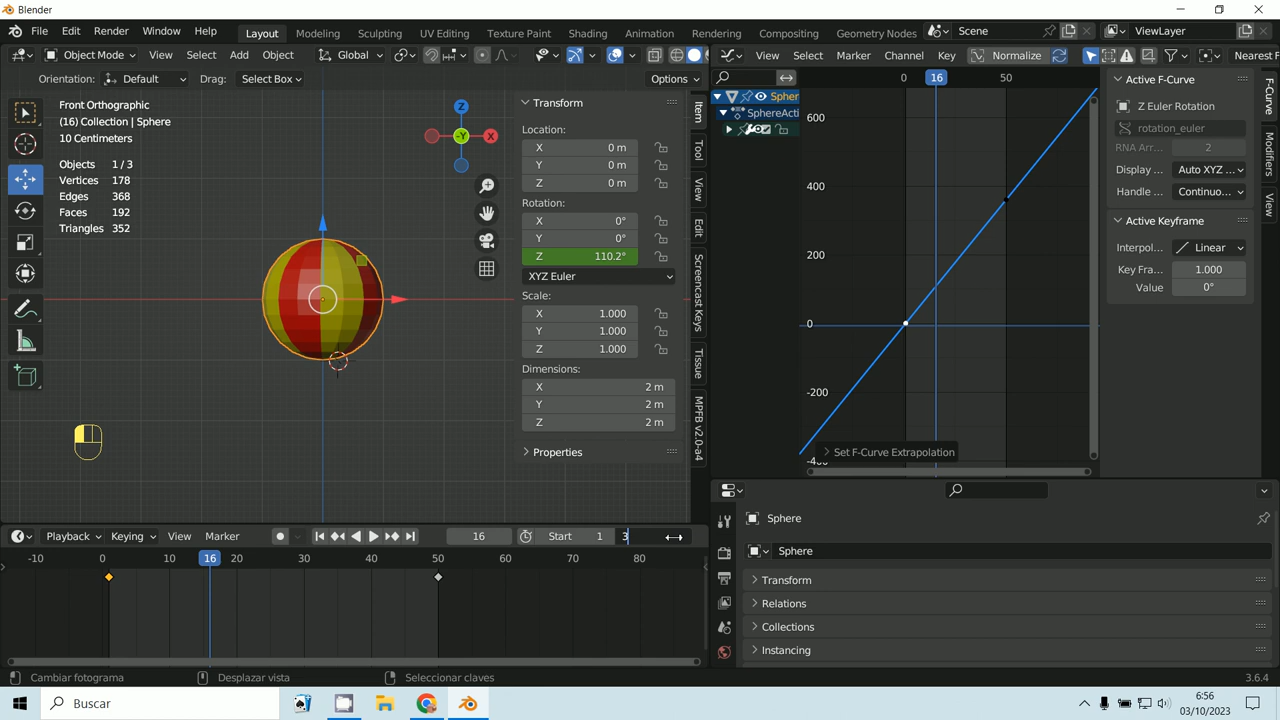 Blender
File Edit Render Window Help Layout Modeling Sculpting UV Editing Texture Paint Shading Animation Rendering Compositing Geometry Nodes Scene ViewLayer
Object Mode View Select Add Object Global View Select Marker Channel Key Normalize Nearest F
Orientation: Default Drag: Select Box Options
Front Orthographic
(16) Collection | Sphere
10 Centimeters
Objects 1 / 3
Vertices 178
Edges 368
Faces 192
Triangles 352
Z
X
-Y
Transform
Location:
X 0 m
Y 0 m
Z 0 m
Rotation:
X 0°
Y 0°
Z 110.2°
XYZ Euler
Scale:
X 1.000
Y 1.000
Z 1.000
Dimensions:
X 2 m
Y 2 m
Z 2 m
Properties
Item
Tool
View
Edit
Screencast Keys
Tissue
MPFB v2.0-a4
0 16 50
Spher
SphereActi
600
400
200
0
-200
-400
Set F-Curve Extrapolation
Active F-Curve
Z Euler Rotation
rotation_euler
RNA Arr... 2
Display ... Auto XYZ ...
Handle ... Continuo...
Active Keyframe
Interpol... Linear
Key Fra... 1.000
Value 0°
F-Curve
Modifiers
View
Playback Keying View Marker 16 Start 1 3
-10 0 16 20 30 40 50 60 70 80
10
Sphere
Sphere
Transform
Relations
Collections
Instancing
Cambiar fotograma Desplazar vista Seleccionar claves 3.6.4
Buscar
6:56
03/10/2023